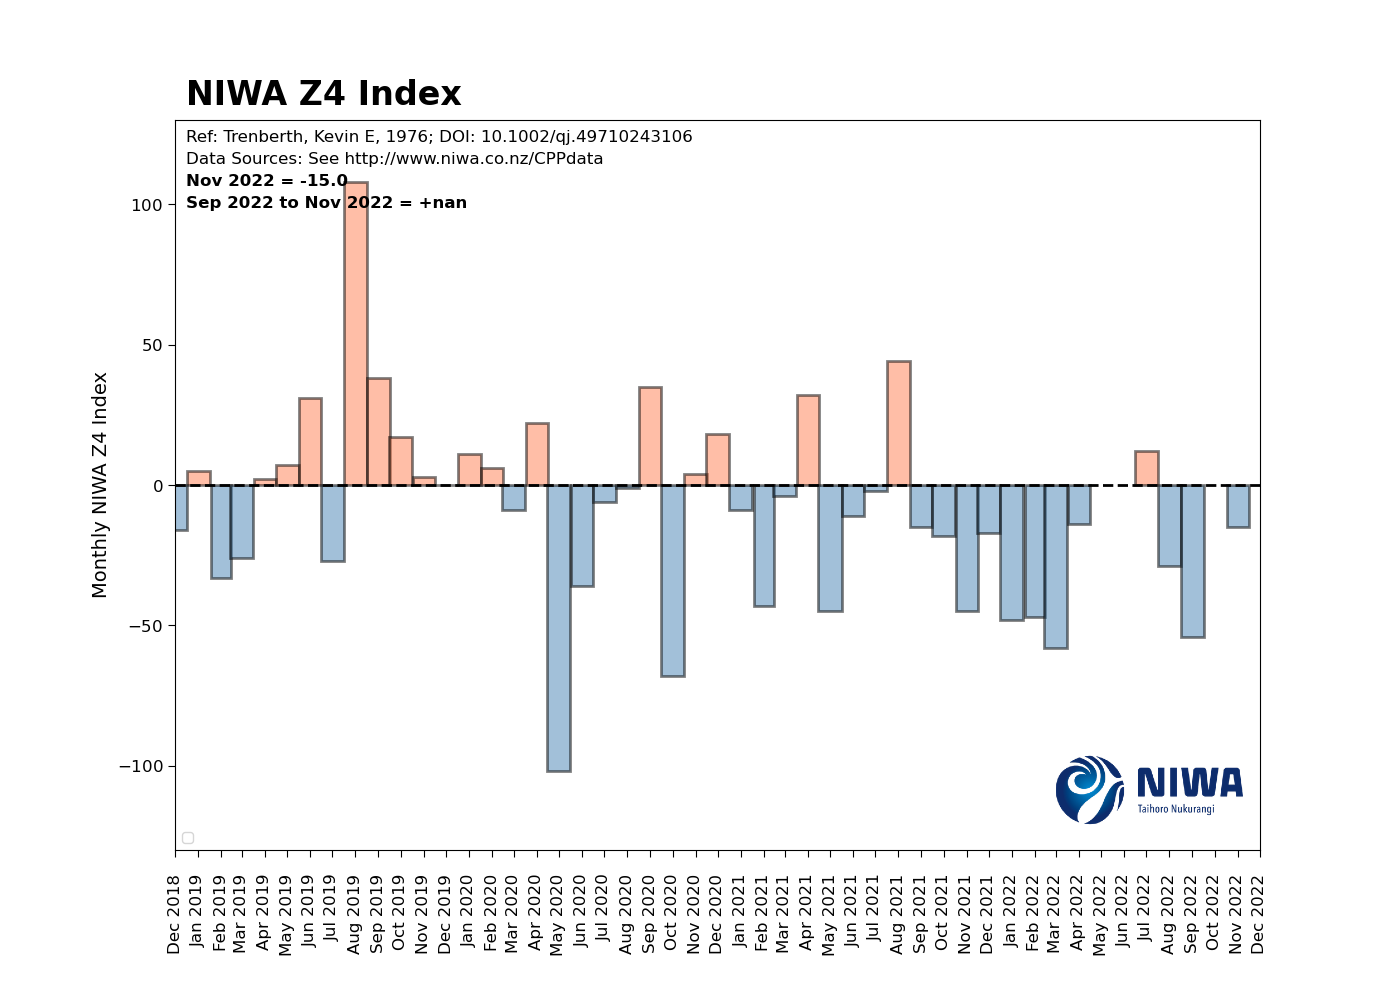 NIWA Z4 Index
Ref: Trenberth, Kevin E, 1976; DOI: 10.1002/qj.49710243106
Data Sources: See http://www.niwa.co.nz/CPPdata
Nov 2022 = -15.0
Sep 2022 to Nov 2022 = +nan
Monthly NIWA Z4 Index
100
50
0
−50
−100
NIWA
Taihoro Nukurangi
Dec 2018
Jan 2019
Feb 2019
Mar 2019
Apr 2019
May 2019
Jun 2019
Jul 2019
Aug 2019
Sep 2019
Oct 2019
Nov 2019
Dec 2019
Jan 2020
Feb 2020
Mar 2020
Apr 2020
May 2020
Jun 2020
Jul 2020
Aug 2020
Sep 2020
Oct 2020
Nov 2020
Dec 2020
Jan 2021
Feb 2021
Mar 2021
Apr 2021
May 2021
Jun 2021
Jul 2021
Aug 2021
Sep 2021
Oct 2021
Nov 2021
Dec 2021
Jan 2022
Feb 2022
Mar 2022
Apr 2022
May 2022
Jun 2022
Jul 2022
Aug 2022
Sep 2022
Oct 2022
Nov 2022
Dec 2022